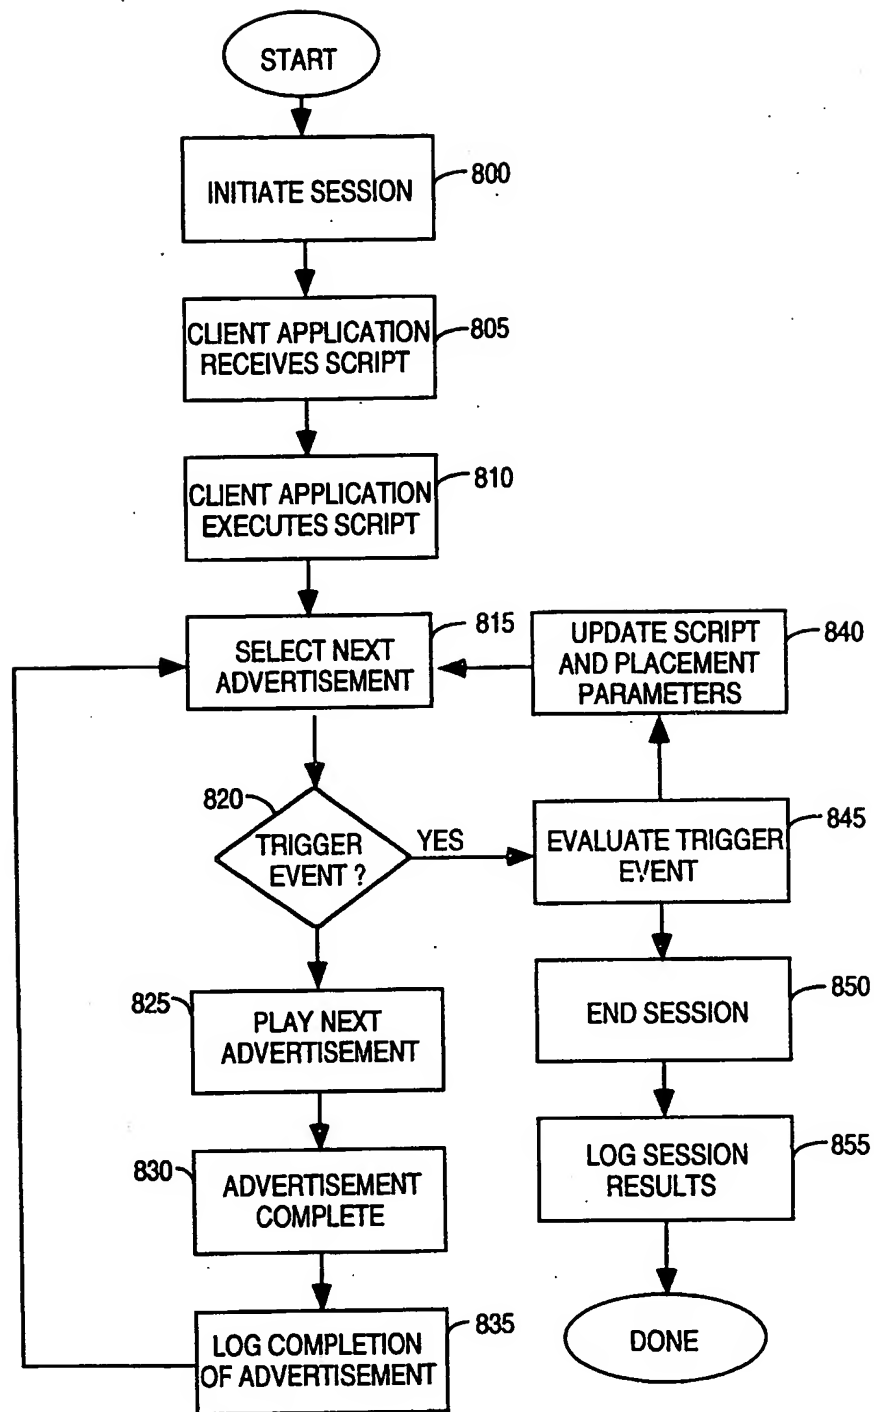 START
INITIATE SESSION
800
CLIENT APPLICATION
RECEIVES SCRIPT
805
CLIENT APPLICATION
EXECUTES SCRIPT
810
SELECT NEXT
ADVERTISEMENT
815
UPDATE SCRIPT
AND PLACEMENT
PARAMETERS
840
820
TRIGGER
EVENT ?
YES
EVALUATE TRIGGER
EVENT
845
825
PLAY NEXT
ADVERTISEMENT
END SESSION
850
830
ADVERTISEMENT
COMPLETE
LOG SESSION
RESULTS
855
LOG COMPLETION
OF ADVERTISEMENT
835
DONE